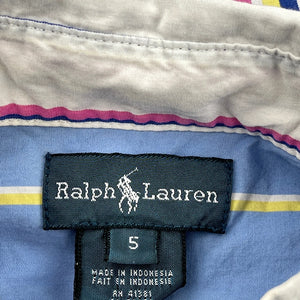 Ralph Lauren
5
MADE IN INDONESIA
FAIT EN INDONESIE
RN 41381